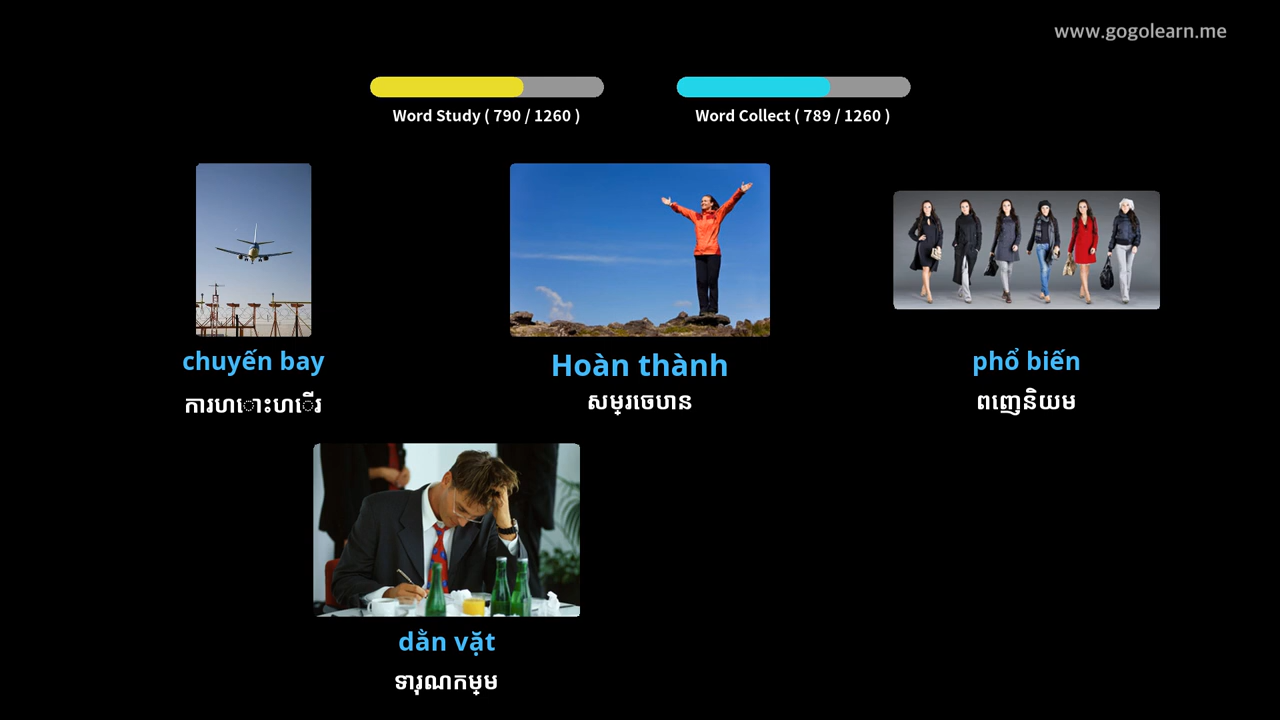 www.gogolearn.me
Word Study ( 790 / 1260 )
Word Collect ( 789 / 1260 )
chuyến bay
ការហោះហើរ
Hoàn thành
សម្រេចបាន
phổ biến
ពេញនិយម
dằn vặt
ទារុណកម្ម